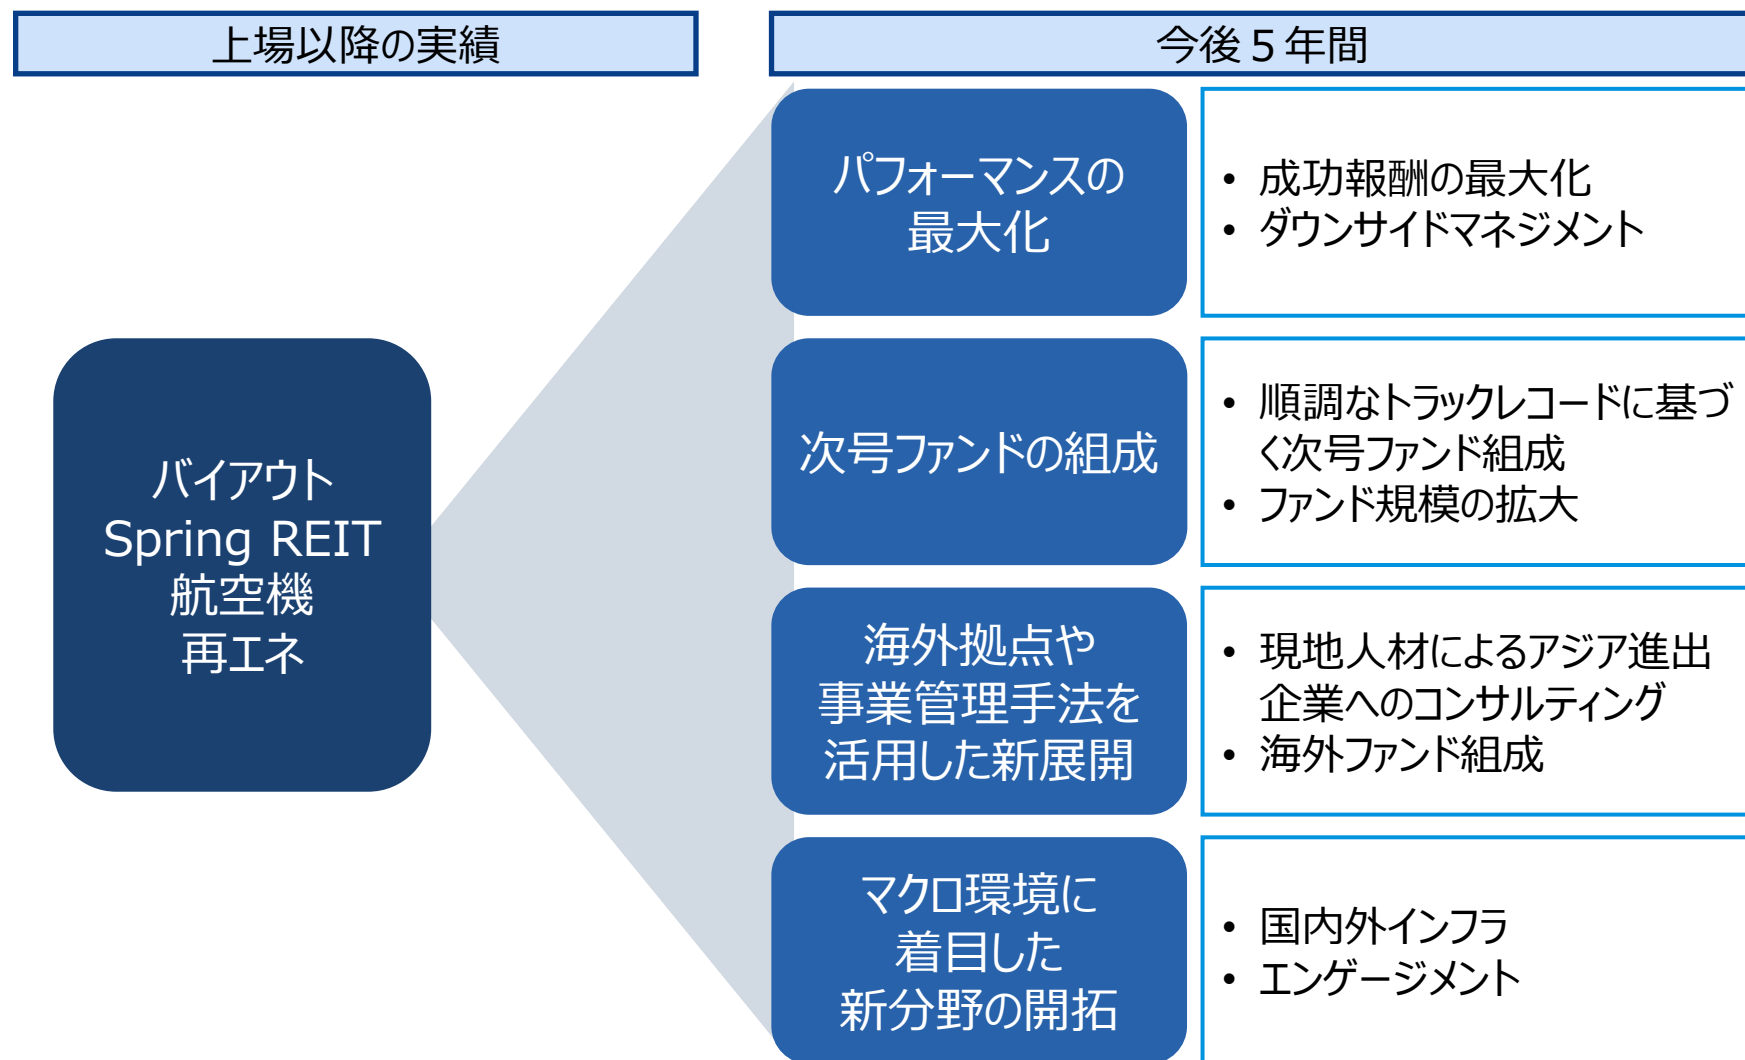 上場以降の実績
今後５年間
バイアウト
Spring REIT
航空機
再エネ
パフォーマンスの
最大化
• 成功報酬の最大化
• ダウンサイドマネジメント
次号ファンドの組成
• 順調なトラックレコードに基づ
く次号ファンド組成
• ファンド規模の拡大
海外拠点や
事業管理手法を
活用した新展開
• 現地人材によるアジア進出
企業へのコンサルティング
• 海外ファンド組成
マクロ環境に
着目した
新分野の開拓
• 国内外インフラ
• エンゲージメント